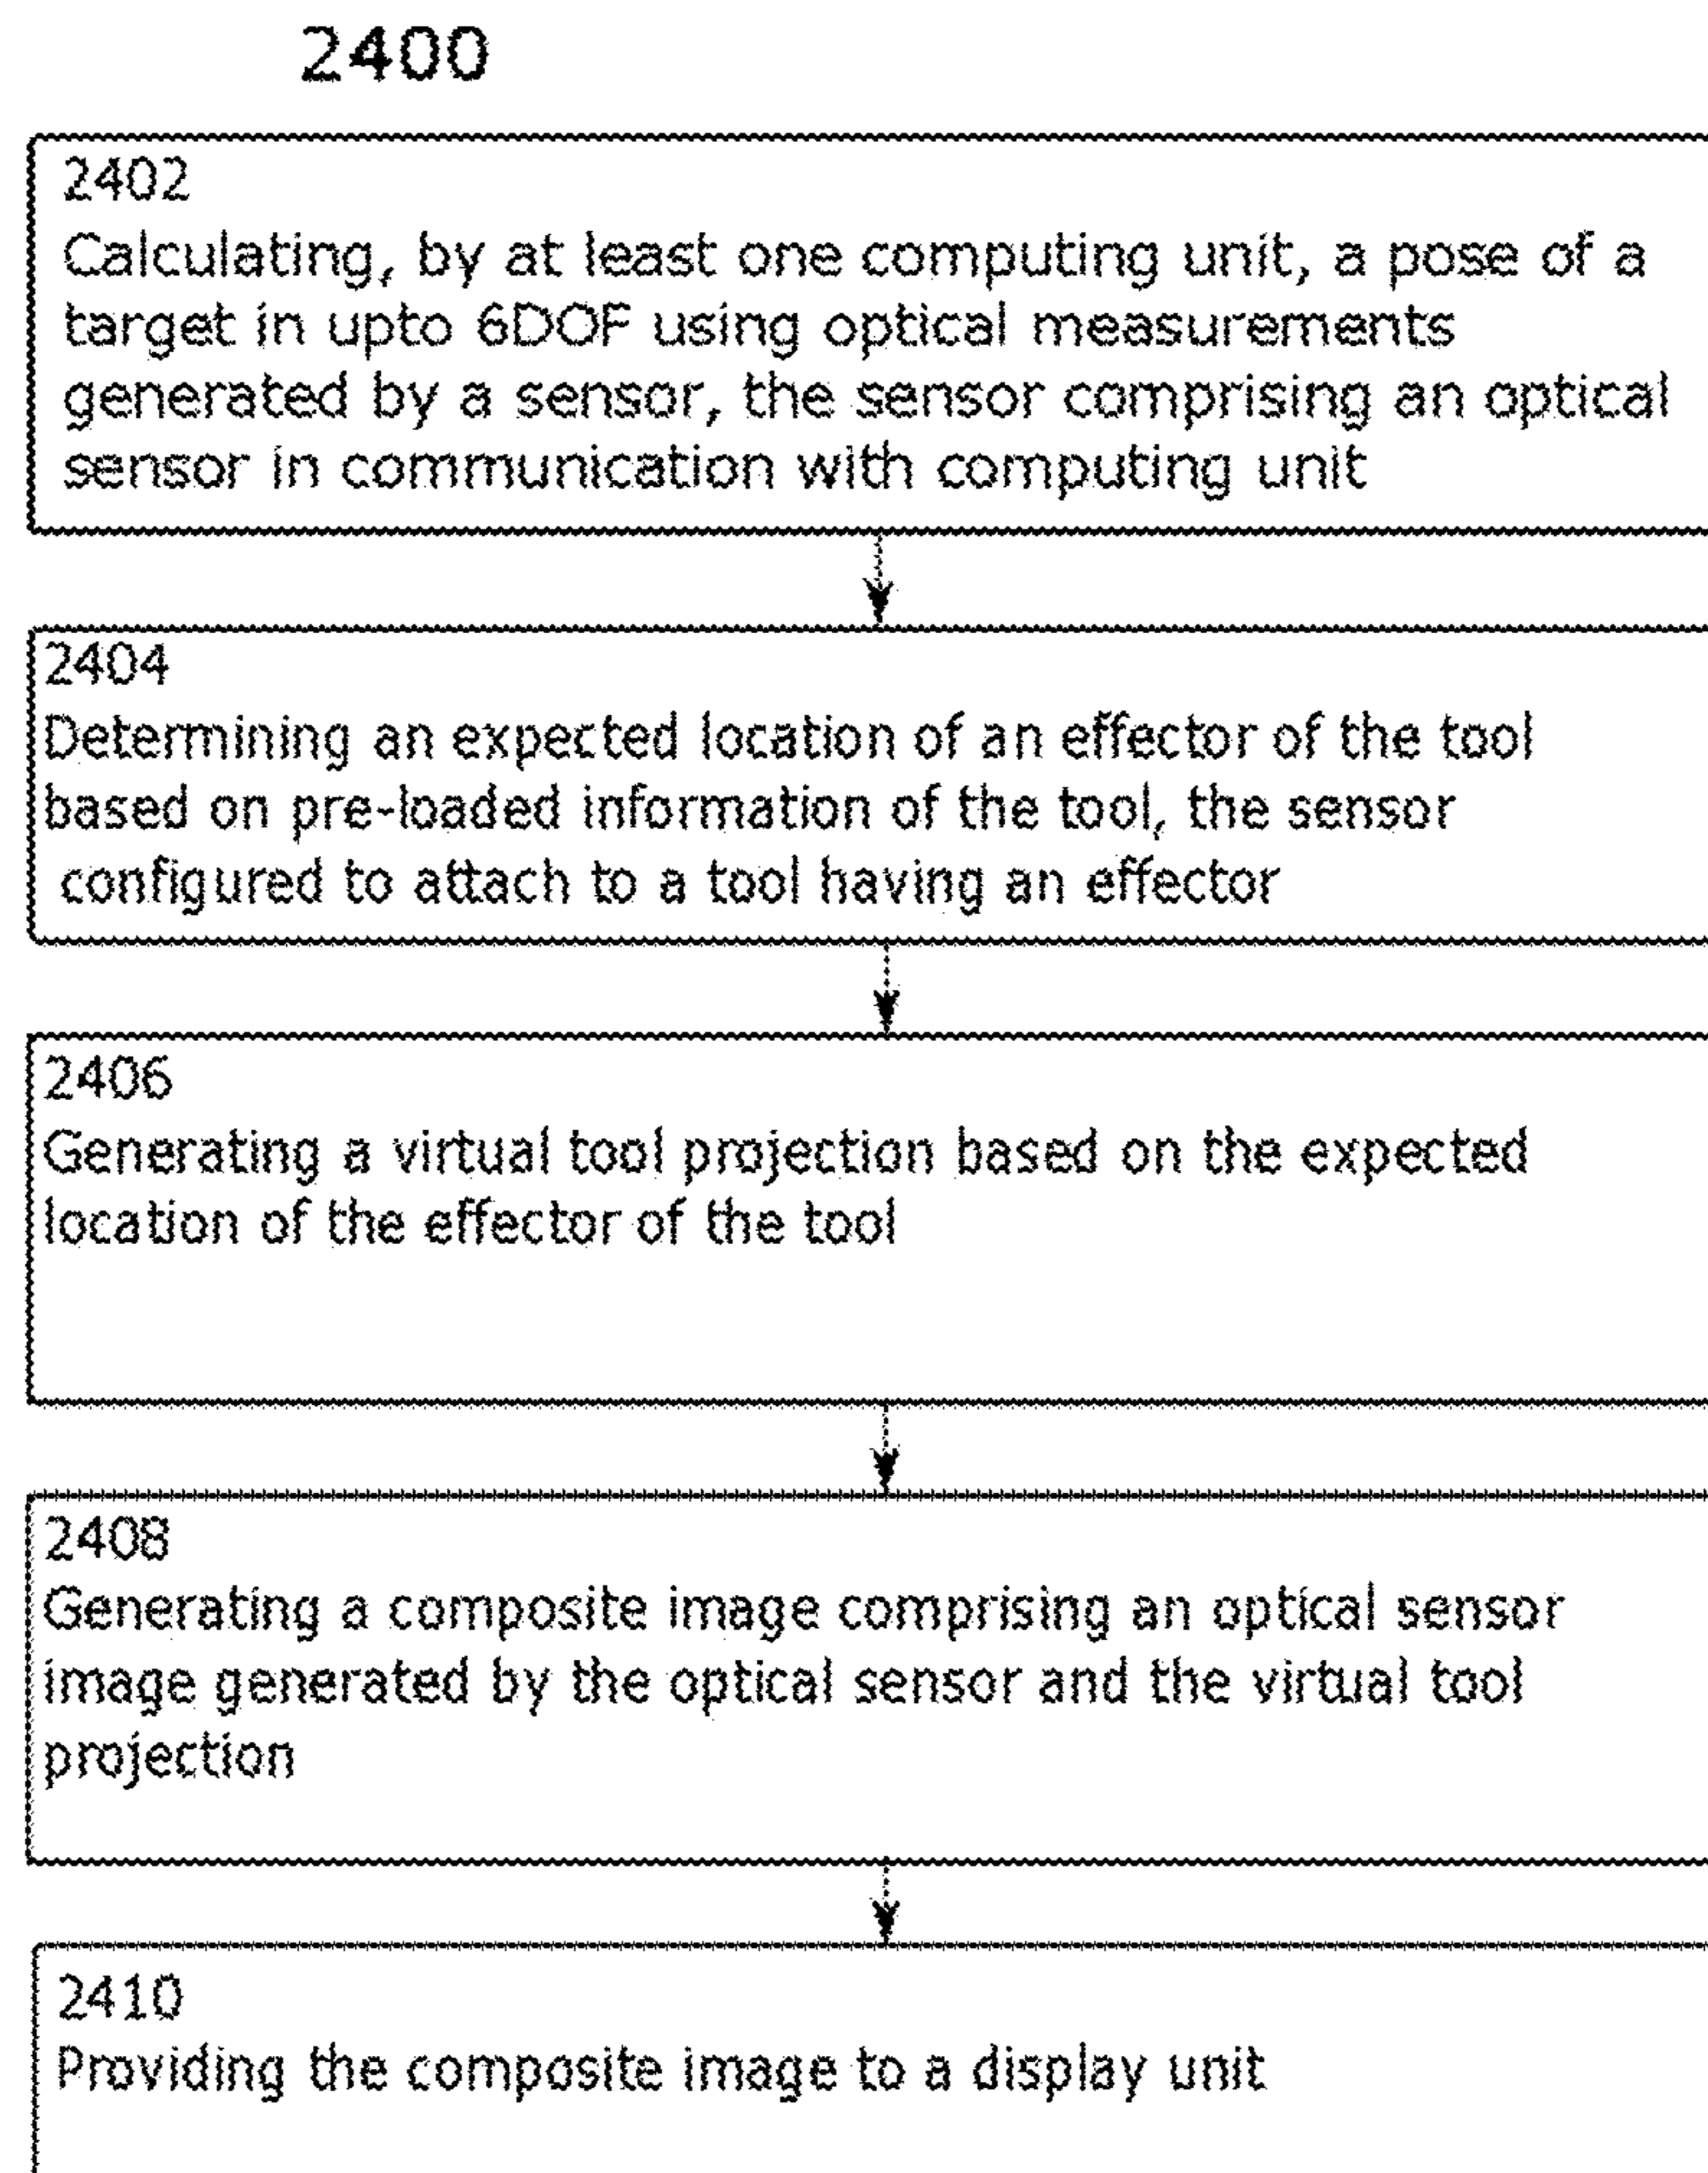 2400
2402
Calculating, by at least one computing unit, a pose of a
target in upto 6DOF using optical measurements
generated by a sensor, the sensor comprising an optical
sensor in communication with computing unit
2404
Determining an expected location of an effector of the tool
based on pre-loaded information of the tool, the sensor
configured to attach to a tool having an effector
2406
Generating a virtual tool projection based on the expected
location of the effector of the tool
2408
Generating a composite image comprising an optical sensor
image generated by the optical sensor and the virtual tool
projection
2410
Providing the composite image to a display unit